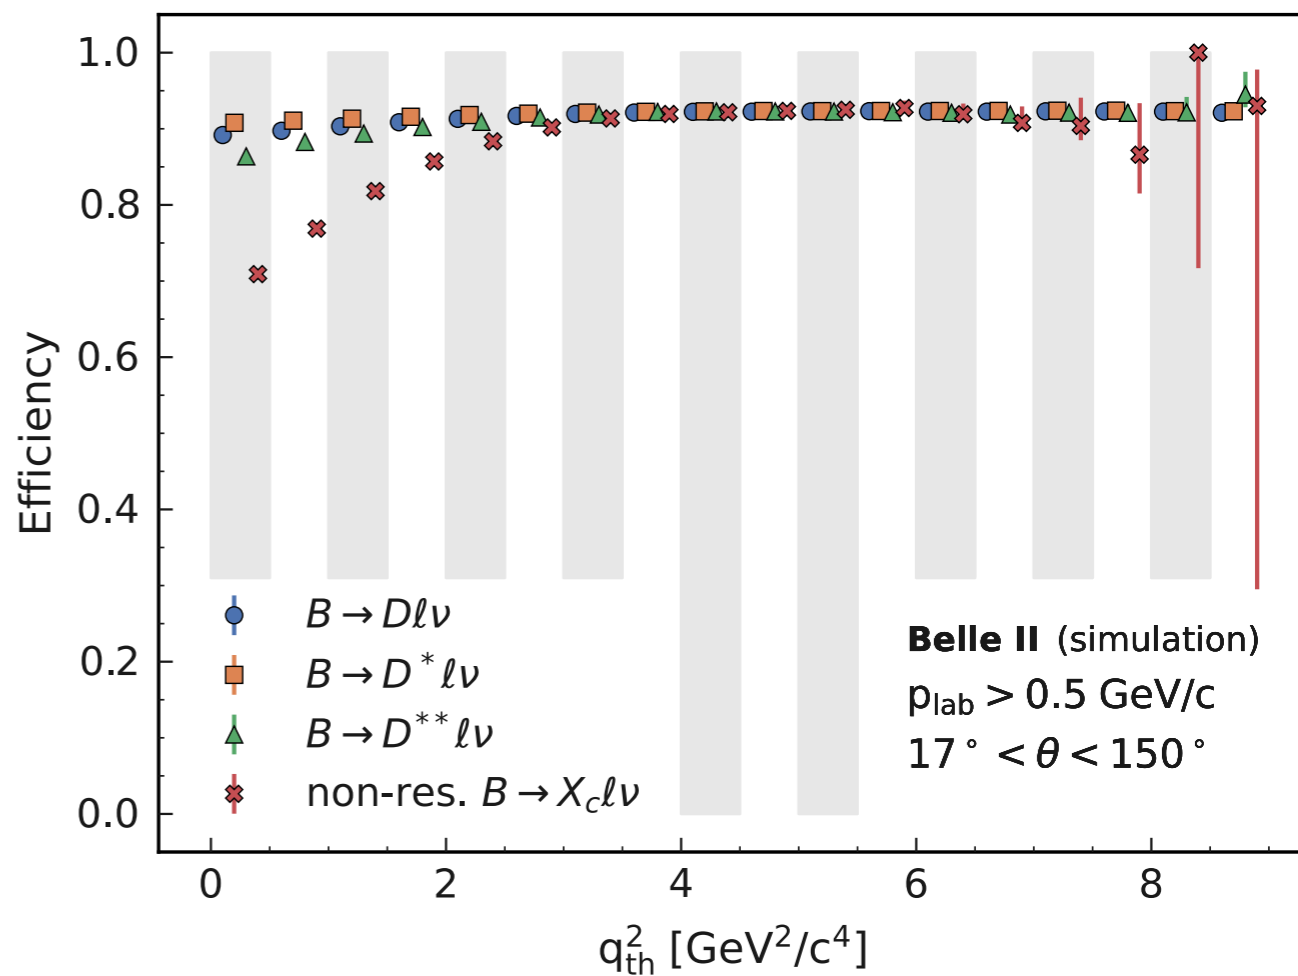 1.0
0.8
0.6
0.4
0.2
0.0
Efficiency
B → Dℓν
B → D*ℓν
B → D**ℓν
non-res. B → X_cℓν
Belle II (simulation)
p_lab > 0.5 GeV/c
17° < θ < 150°
0 2 4 6 8
q²_th [GeV²/c⁴]